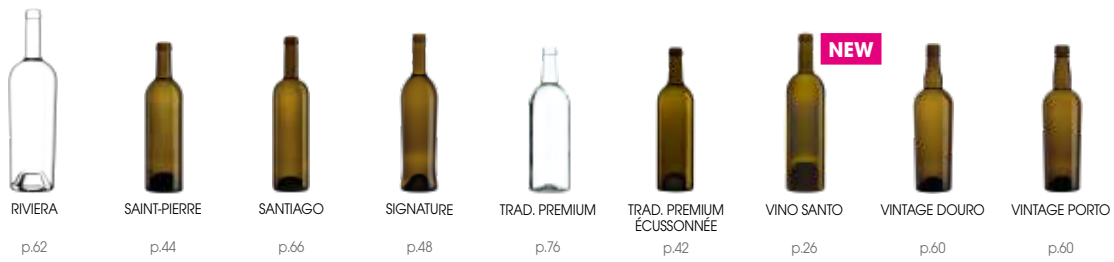 NEW
RIVIERA
SAINT-PIERRE
SANTIAGO
SIGNATURE
TRAD. PREMIUM
TRAD. PREMIUM
ÉCUSSONNÉE
VINO SANTO
VINTAGE DOURO
VINTAGE PORTO
p.62
p.44
p.66
p.48
p.76
p.42
p.26
p.60
p.60